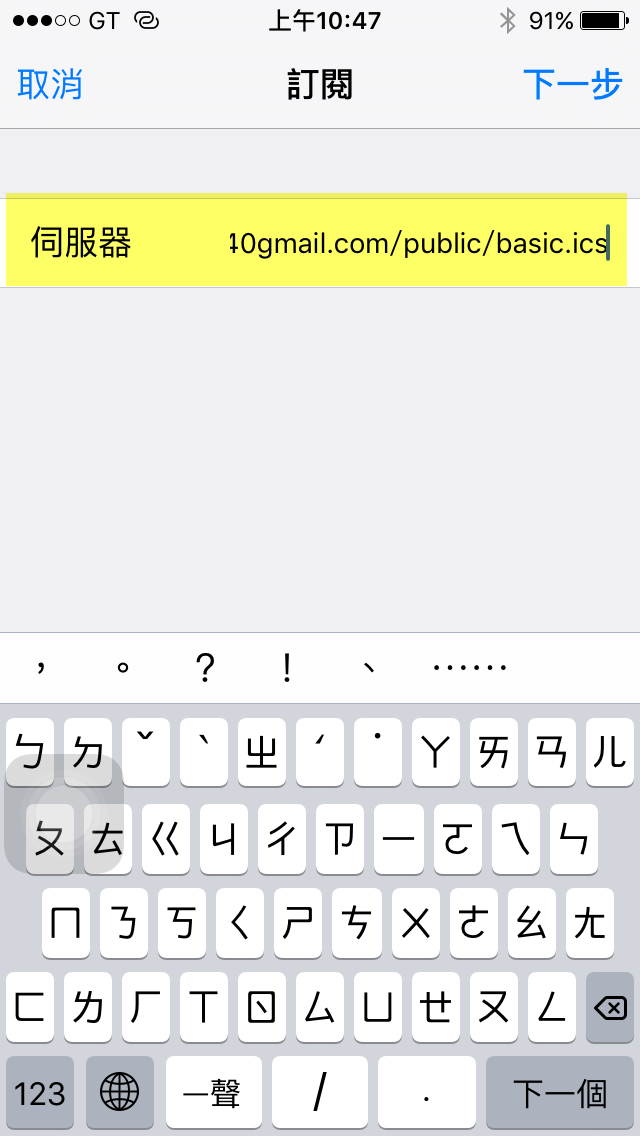 GT 上午10:47 91%
取消 訂閱 下一步
伺服器 40gmail.com/public/basic.ics
， 。 ？ ！ 、 ……
ㄅ ㄉ ˇ ˋ ㄓ ˊ ˙ ㄚ ㄞ ㄢ ㄦ
ㄆ ㄊ ㄍ ㄐ ㄔ ㄗ ㄧ ㄛ ㄟ ㄣ
ㄇ ㄋ ㄎ ㄑ ㄕ ㄘ ㄨ ㄜ ㄠ ㄤ
ㄈ ㄌ ㄏ ㄒ ㄖ ㄙ ㄩ ㄝ ㄡ ㄥ
123 一聲 / . 下一個